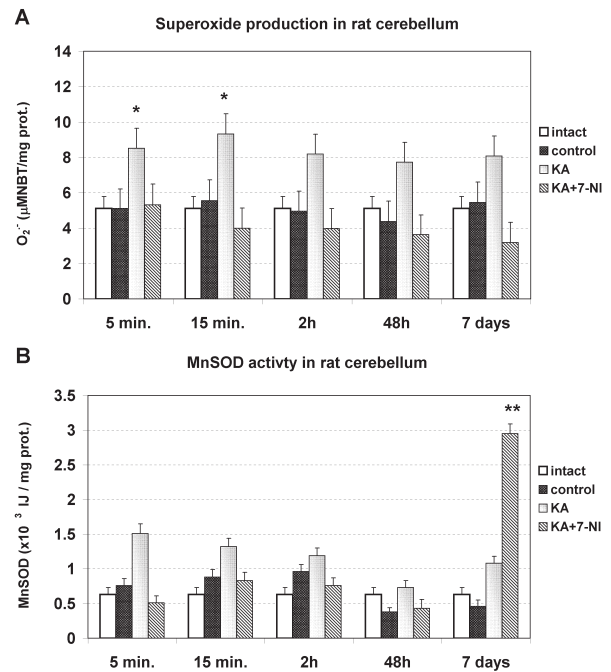 A
Superoxide production in rat cerebellum
O₂·⁻ (µMNBT/mg prot.)
14
12
10
8
6
4
2
0
*
*
5 min.
15 min.
2h
48h
7 days
intact
control
KA
KA+7-NI
B
MnSOD activty in rat cerebellum
MnSOD (x10 ³ IJ / mg prot.)
3.5
3
2.5
2
1.5
1
0.5
0
**
5 min.
15 min.
2h
48h
7 days
intact
control
KA
KA+7-NI